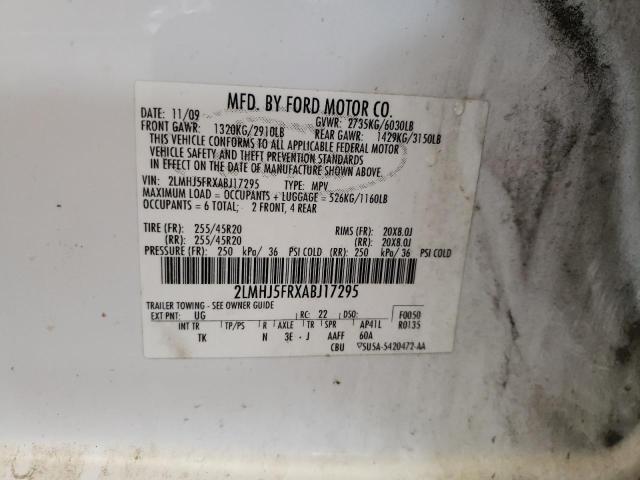 MFD. BY FORD MOTOR CO.
DATE: 11/09 GVWR: 2735KG/6030LB
FRONT GAWR: 1320KG/2910LB REAR GAWR: 1429KG/3150LB
THIS VEHICLE CONFORMS TO ALL APPLICABLE FEDERAL MOTOR
VEHICLE SAFETY AND THEFT PREVENTION STANDARDS
IN EFFECT ON THE DATE OF MANUFACTURE SHOWN ABOVE.
VIN: 2LMHJ5FRXABJ17295 TYPE: MPV
MAXIMUM LOAD = OCCUPANTS + LUGGAGE = 526KG/1160LB
OCCUPANTS = 6 TOTAL; 2 FRONT, 4 REAR
TIRE (FR): 255/45R20 RIMS (FR): 20X8.0J
(RR): 255/45R20 (RR): 20X8.0J
PRESSURE (FR): 250 kPa/ 36 PSI COLD (RR): 250 kPa/ 36 PSI COLD
2LMHJ5FRXABJ17295
TRAILER TOWING - SEE OWNER GUIDE
EXT PNT: UG RC: 22 DSO: F0050
INT TR TP/PS R AXLE TR SPR AP41L R0135
TK N 3E - J AAFF 60A
CBU 5U5A-5420472-AA